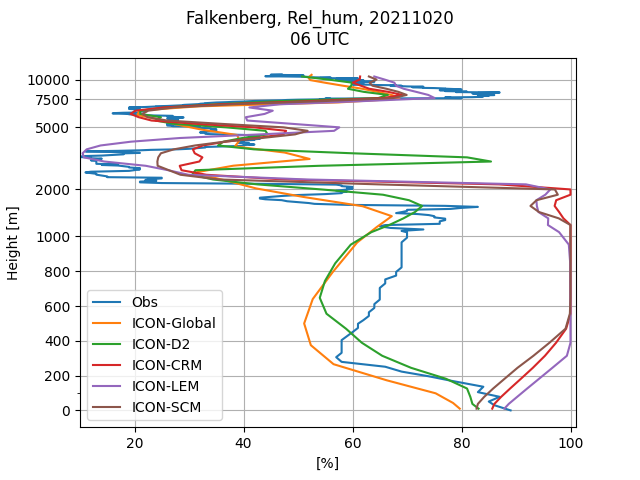 Falkenberg, Rel_hum, 20211020
06 UTC
10000
7500
5000
2000
1000
800
600
400
200
0
Height [m]
Obs
ICON-Global
ICON-D2
ICON-CRM
ICON-LEM
ICON-SCM
20 40 60 80 100
[%]